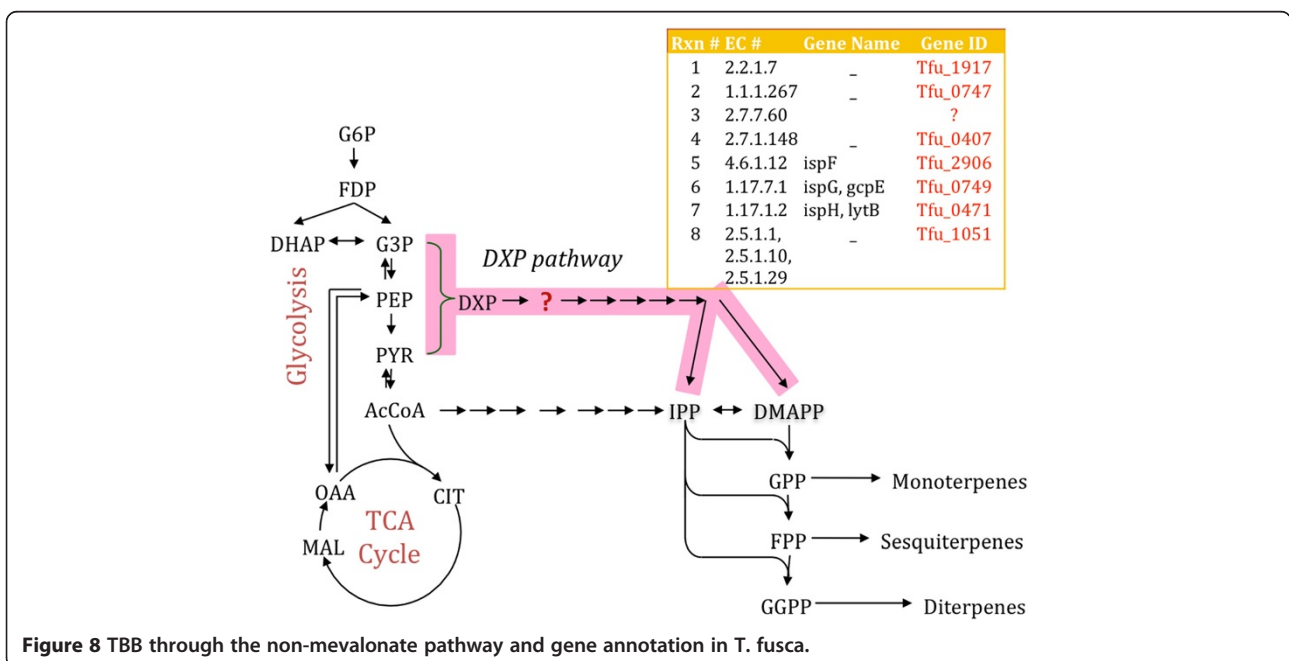 Rxn # EC # Gene Name Gene ID
1 2.2.1.7 _ Tfu_1917
2 1.1.1.267 _ Tfu_0747
3 2.7.7.60 ?
4 2.7.1.148 _ Tfu_0407
5 4.6.1.12 ispF Tfu_2906
6 1.17.7.1 ispG, gcpE Tfu_0749
7 1.17.1.2 ispH, lytB Tfu_0471
8 2.5.1.1, _ Tfu_1051
2.5.1.10,
2.5.1.29
G6P
FDP
DHAP G3P
DXP pathway
Glycolysis
PEP
DXP ?
PYR
AcCoA IPP DMAPP
OAA CIT
TCA
Cycle
MAL
GPP Monoterpenes
FPP Sesquiterpenes
GGPP Diterpenes
Figure 8 TBB through the non-mevalonate pathway and gene annotation in T. fusca.